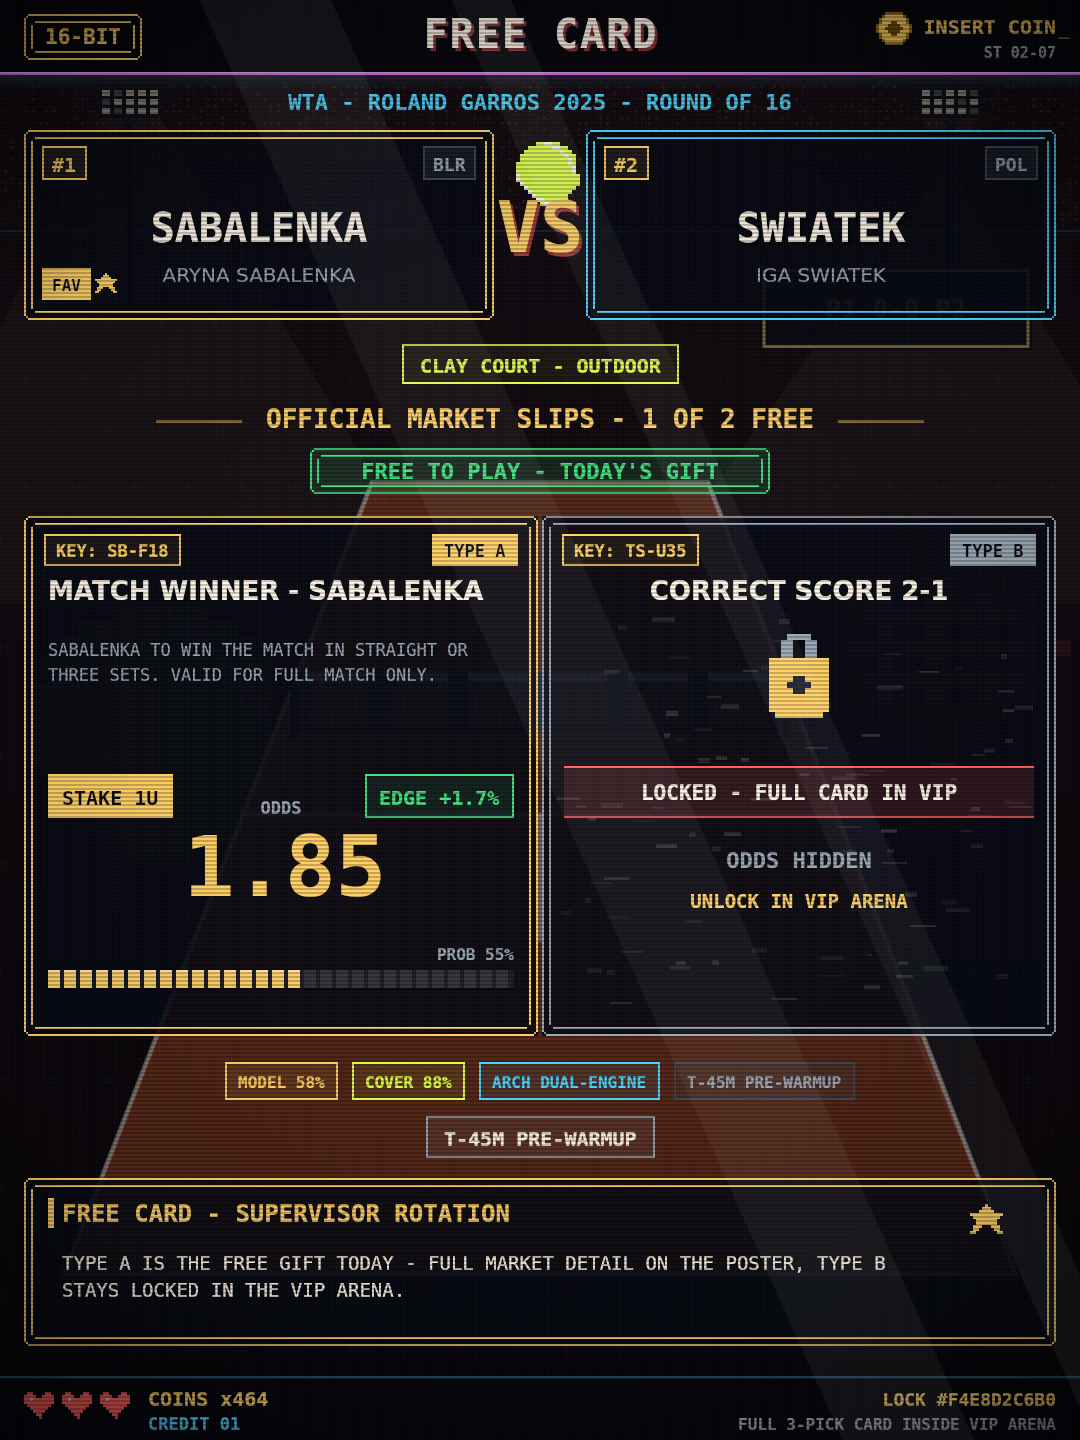 16-BIT
FREE CARD
INSERT COIN_
ST 02-07
WTA - ROLAND GARROS 2025 - ROUND OF 16
#1
BLR
SABALENKA
ARYNA SABALENKA
FAV
VS
#2
POL
SWIATEK
IGA SWIATEK
P1 0-0 P2
CLAY COURT - OUTDOOR
OFFICIAL MARKET SLIPS - 1 OF 2 FREE
FREE TO PLAY - TODAY'S GIFT
KEY: SB-F18
TYPE A
MATCH WINNER - SABALENKA
SABALENKA TO WIN THE MATCH IN STRAIGHT OR
THREE SETS. VALID FOR FULL MATCH ONLY.
STAKE 1U
ODDS
EDGE +1.7%
1.85
PROB 55%
KEY: TS-U35
TYPE B
CORRECT SCORE 2-1
LOCKED - FULL CARD IN VIP
ODDS HIDDEN
UNLOCK IN VIP ARENA
MODEL 58%
COVER 88%
ARCH DUAL-ENGINE
T-45M PRE-WARMUP
T-45M PRE-WARMUP
FREE CARD - SUPERVISOR ROTATION
TYPE A IS THE FREE GIFT TODAY - FULL MARKET DETAIL ON THE POSTER, TYPE B
STAYS LOCKED IN THE VIP ARENA.
COINS x464
CREDIT 01
LOCK #F4E8D2C6B0
FULL 3-PICK CARD INSIDE VIP ARENA